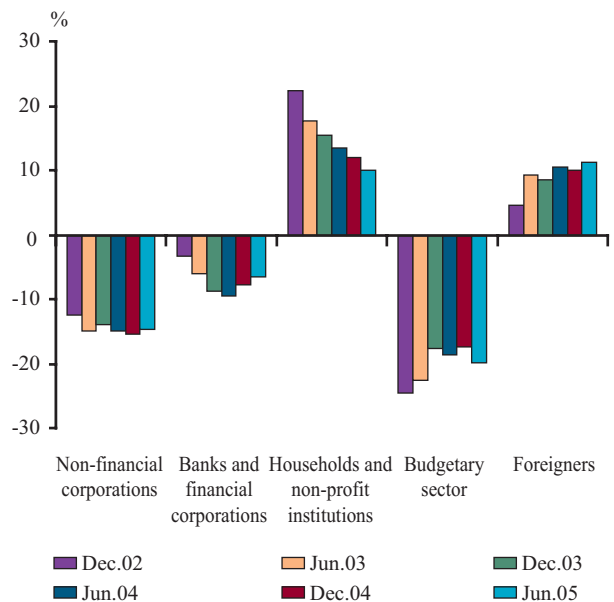 %
30
20
10
0
-10
-20
-30
Non-financial corporations
Banks and financial corporations
Households and non-profit institutions
Budgetary sector
Foreigners
Dec.02
Jun.03
Dec.03
Jun.04
Dec.04
Jun.05